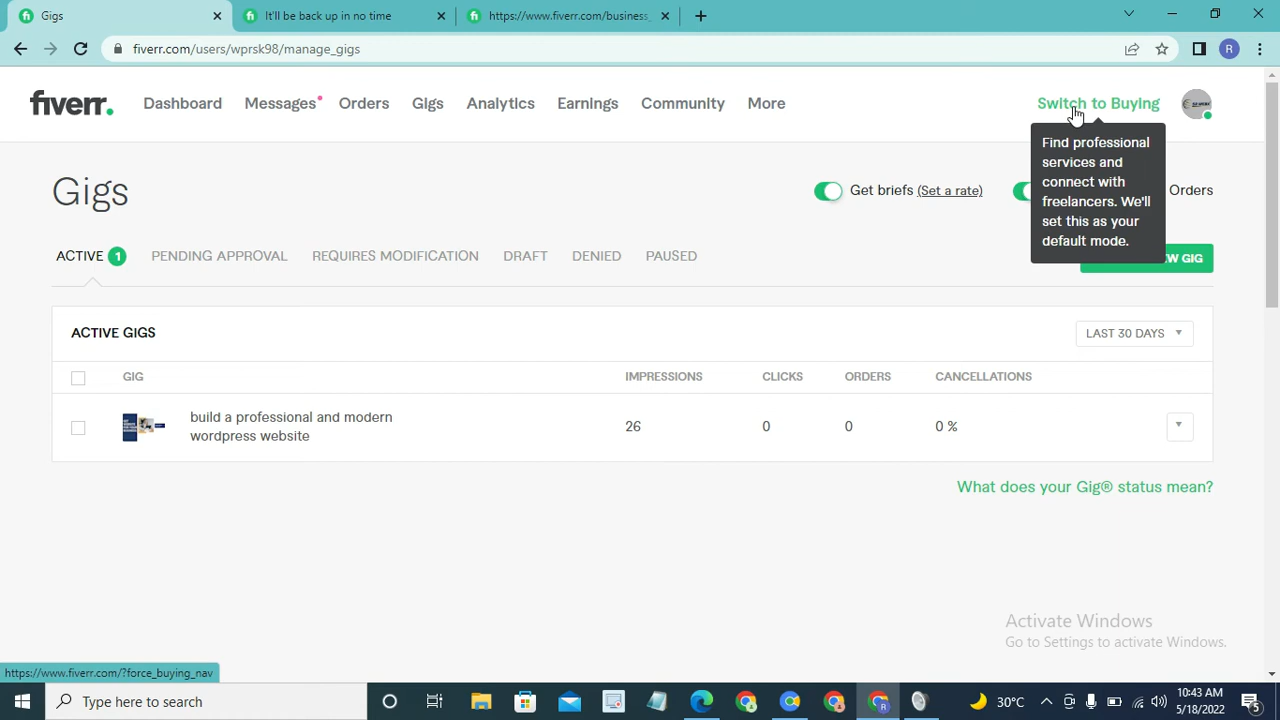 Gigs
It'll be back up in no time
https://www.fiverr.com/business_
fiverr.com/users/wprsk98/manage_gigs
R
fiverr.
Dashboard
Messages
Orders
Gigs
Analytics
Earnings
Community
More
Switch to Buying
Find professional
services and
connect with
freelancers. We'll
set this as your
default mode.
Gigs
Get briefs (Set a rate)
Orders
ACTIVE 1
PENDING APPROVAL
REQUIRES MODIFICATION
DRAFT
DENIED
PAUSED
W GIG
ACTIVE GIGS
LAST 30 DAYS
GIG
IMPRESSIONS
CLICKS
ORDERS
CANCELLATIONS
build a professional and modern
wordpress website
26
0
0
0 %
What does your Gig® status mean?
Activate Windows
Go to Settings to activate Windows.
https://www.fiverr.com/?force_buying_nav
Type here to search
30°C
10:43 AM
5/18/2022
5